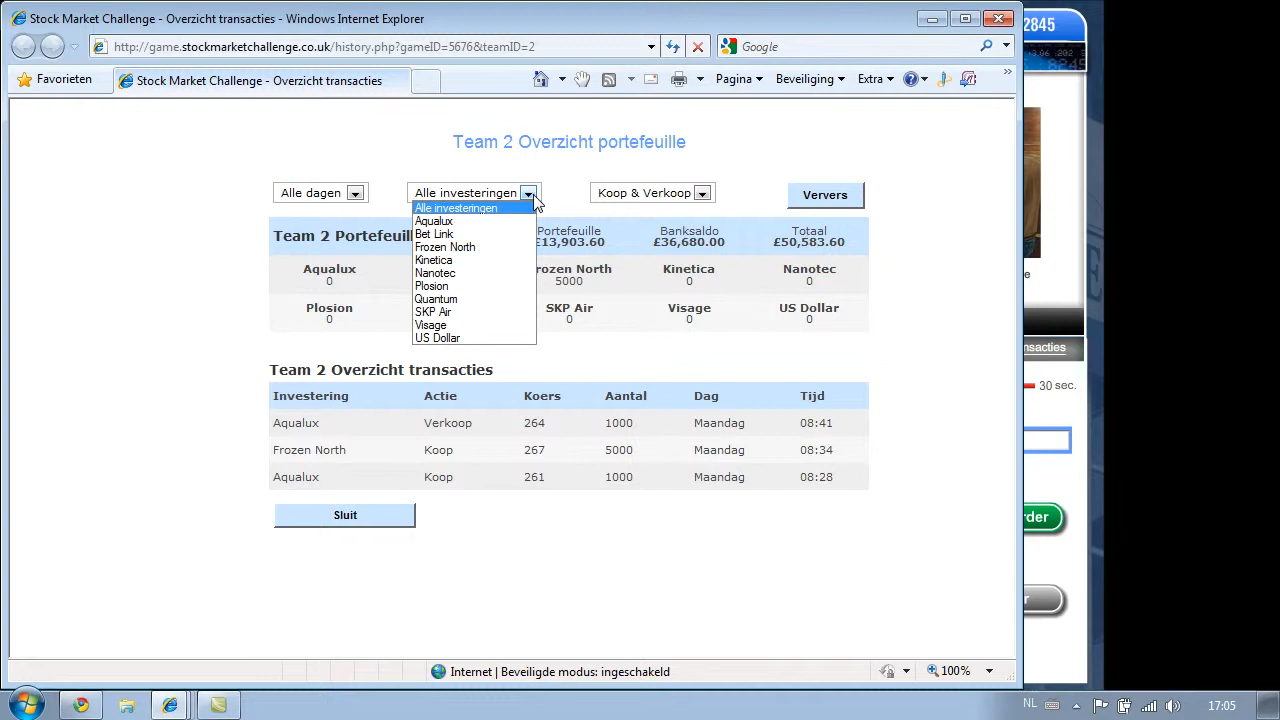 Stock Market Challenge - Overzicht transacties - Windows Internet Explorer
2845
http://game.stockmarketchallenge.co.uk
?gameID=5676&teamID=2
Google
Favorieten
Stock Market Challenge - Overzicht
Pagina
Beveiliging
Extra
Team 2 Overzicht portefeuille
Alle dagen
Alle investeringen
Koop & Verkoop
Ververs
Alle investeringen
Aqualux
Bet Link
Frozen North
Kinetica
Nanotec
Plosion
Quantum
SKP Air
Visage
US Dollar
Team 2 Portefeuil
Portefeuille
Banksaldo
Totaal
£13,903.60
£36,680.00
£50,583.60
Aqualux
rozen North
Kinetica
Nanotec
0
5000
0
0
Plosion
SKP Air
Visage
US Dollar
0
0
0
0
nsacties
30 sec.
Team 2 Overzicht transacties
Investering Actie Koers Aantal Dag Tijd
Aqualux Verkoop 264 1000 Maandag 08:41
Frozen North Koop 267 5000 Maandag 08:34
Aqualux Koop 261 1000 Maandag 08:28
Sluit
rder
r
Internet | Beveiligde modus: ingeschakeld
100%
NL
17:05